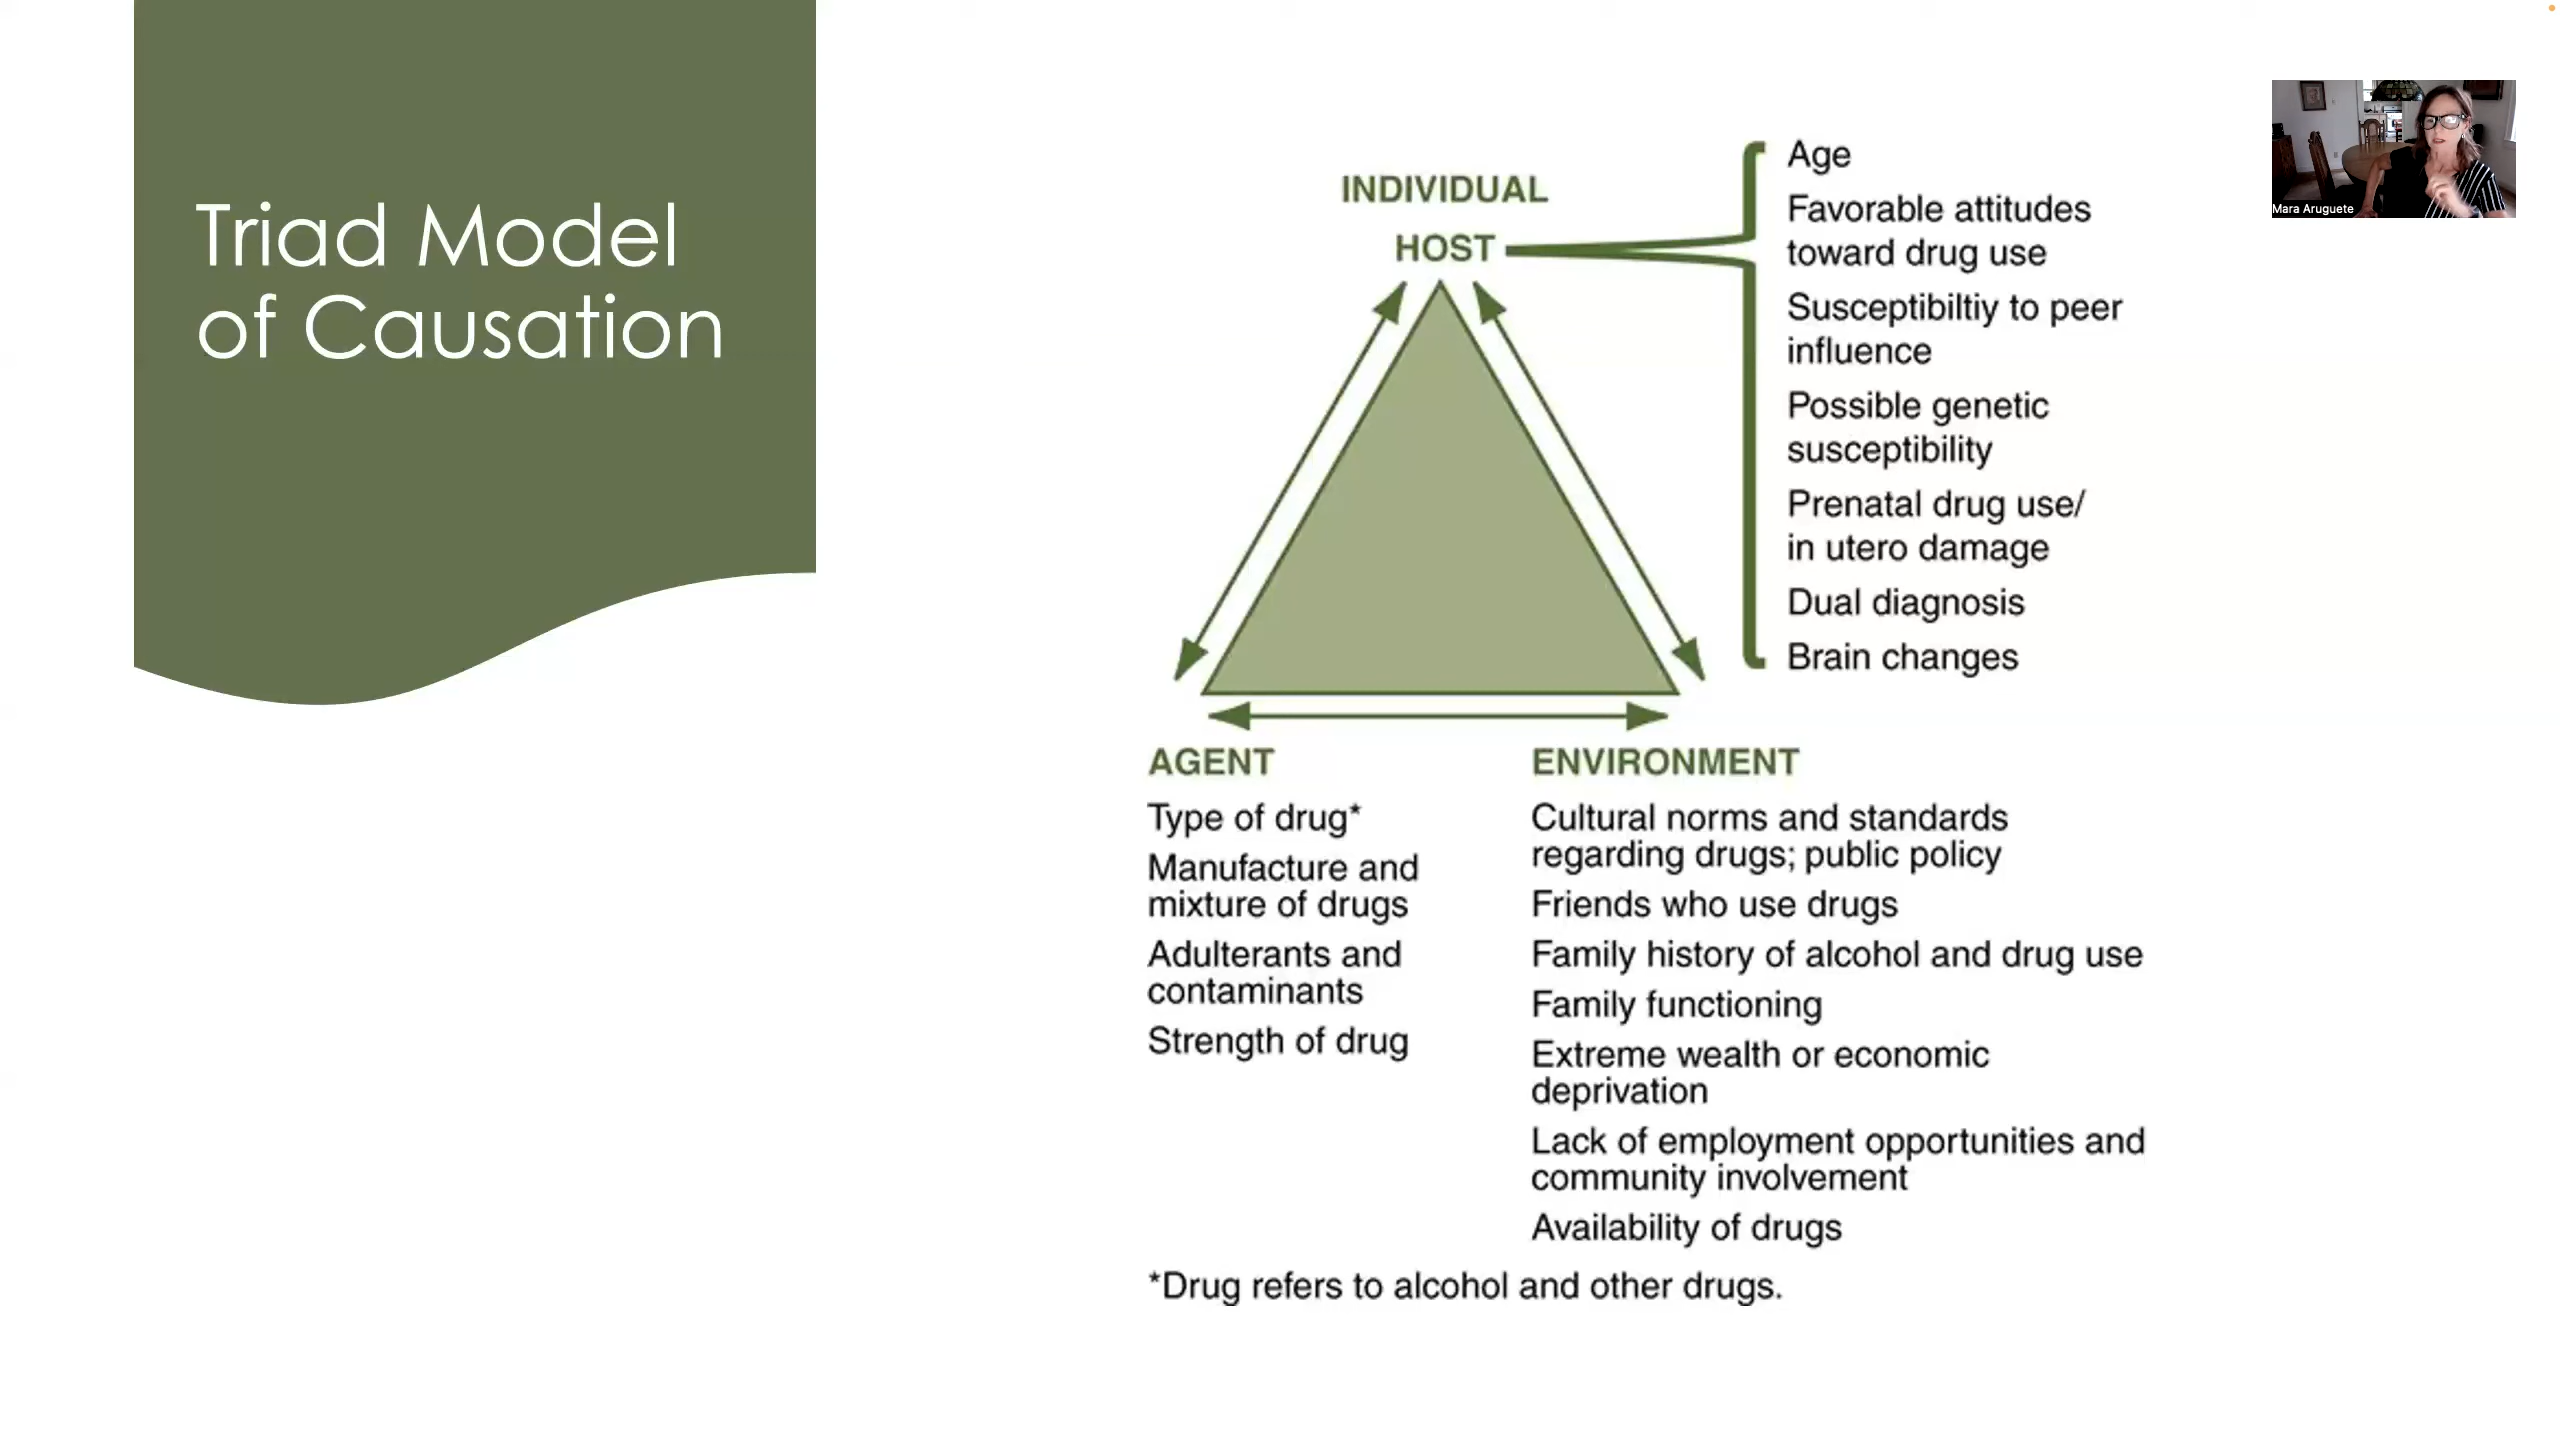 Triad Model
of Causation
INDIVIDUAL
HOST
Age
Favorable attitudes
toward drug use
Susceptibiltiy to peer
influence
Possible genetic
susceptibility
Prenatal drug use/
in utero damage
Dual diagnosis
Brain changes
AGENT
Type of drug*
Manufacture and
mixture of drugs
Adulterants and
contaminants
Strength of drug
ENVIRONMENT
Cultural norms and standards
regarding drugs; public policy
Friends who use drugs
Family history of alcohol and drug use
Family functioning
Extreme wealth or economic
deprivation
Lack of employment opportunities and
community involvement
Availability of drugs
*Drug refers to alcohol and other drugs.
Mara Aruguete